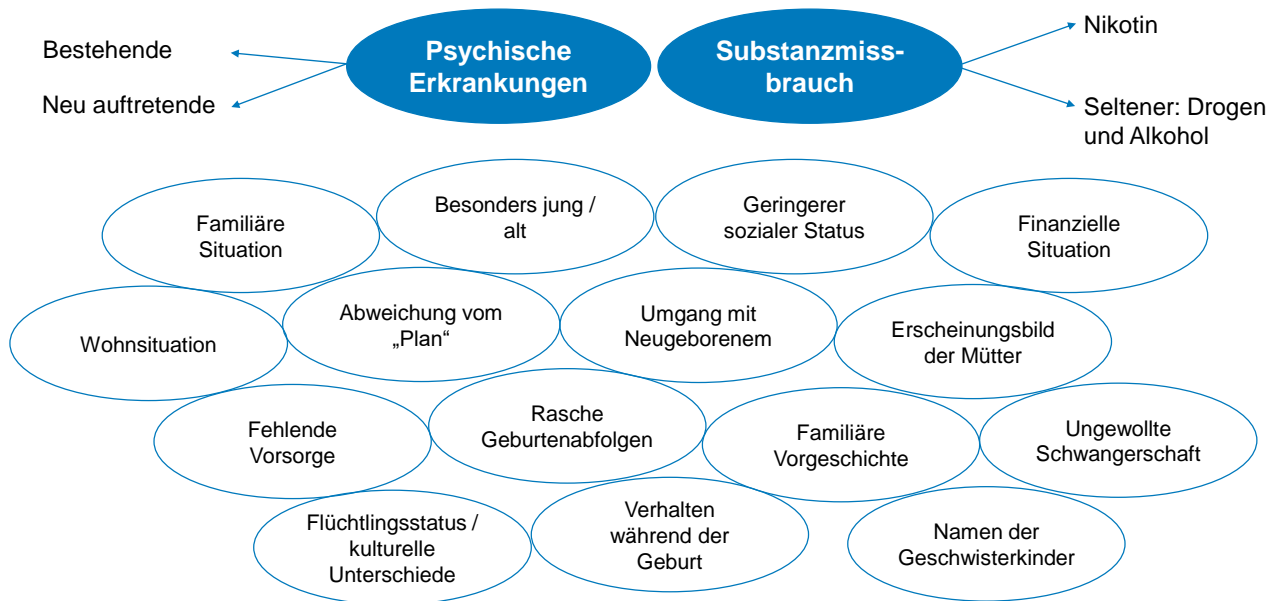 Bestehende
Neu auftretende
Psychische
Erkrankungen
Substanzmiss-
brauch
Nikotin
Seltener: Drogen
und Alkohol
Familiäre
Situation
Besonders jung /
alt
Geringerer
sozialer Status
Finanzielle
Situation
Wohnsituation
Abweichung vom
„Plan“
Umgang mit
Neugeborenem
Erscheinungsbild
der Mütter
Fehlende
Vorsorge
Rasche
Geburtenabfolgen
Familiäre
Vorgeschichte
Ungewollte
Schwangerschaft
Flüchtlingsstatus /
kulturelle
Unterschiede
Verhalten
während der
Geburt
Namen der
Geschwisterkinder